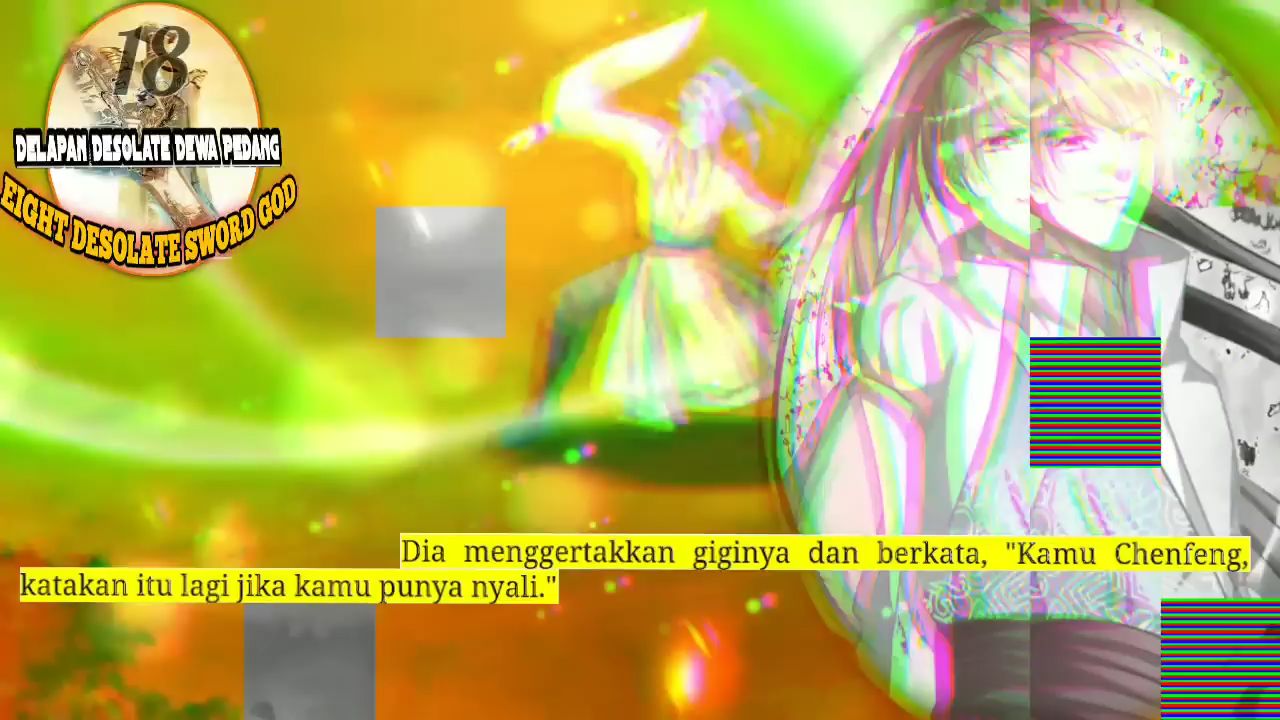 18
DELAPAN DESOLATE DEWA PEDANG
EIGHT DESOLATE SWORD GOD
Dia menggertakkan giginya dan berkata, "Kamu Chenfeng,
katakan itu lagi jika kamu punya nyali."